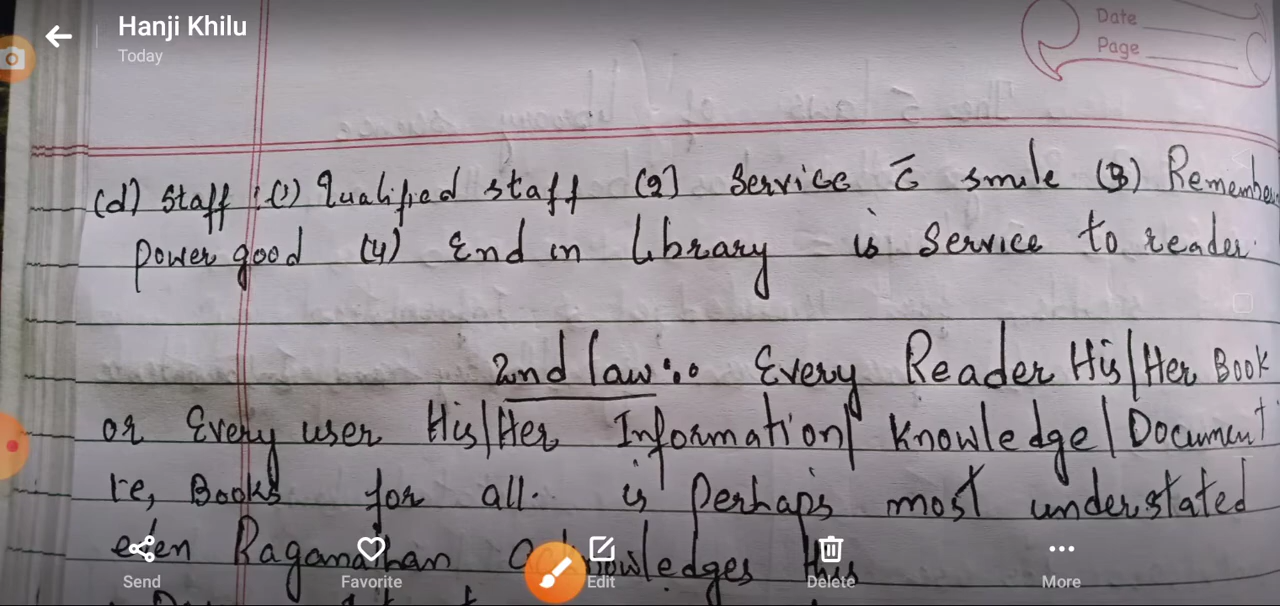 Hanji Khilu
Today
Date
Page
(d) Staff :(1) Qualified staff (2) Service c̄ smile (3) Remember
power good (4) End in library is service to reader.
2nd law:. Every Reader His/Her Book
or Every user His/Her Information/ Knowledge/Document
i.e, Books for all. is Perhaps most understated
even Raganathan acknowledges this
Send Favorite Edit Delete More